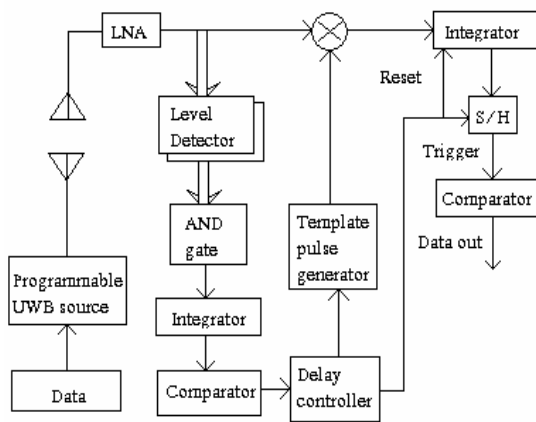 LNA
Integrator
Reset
Level
Detector
S/H
Trigger
AND
gate
Template
pulse
generator
Comparator
Data out
Programmable
UWB source
Integrator
Data
Comparator
Delay
controller